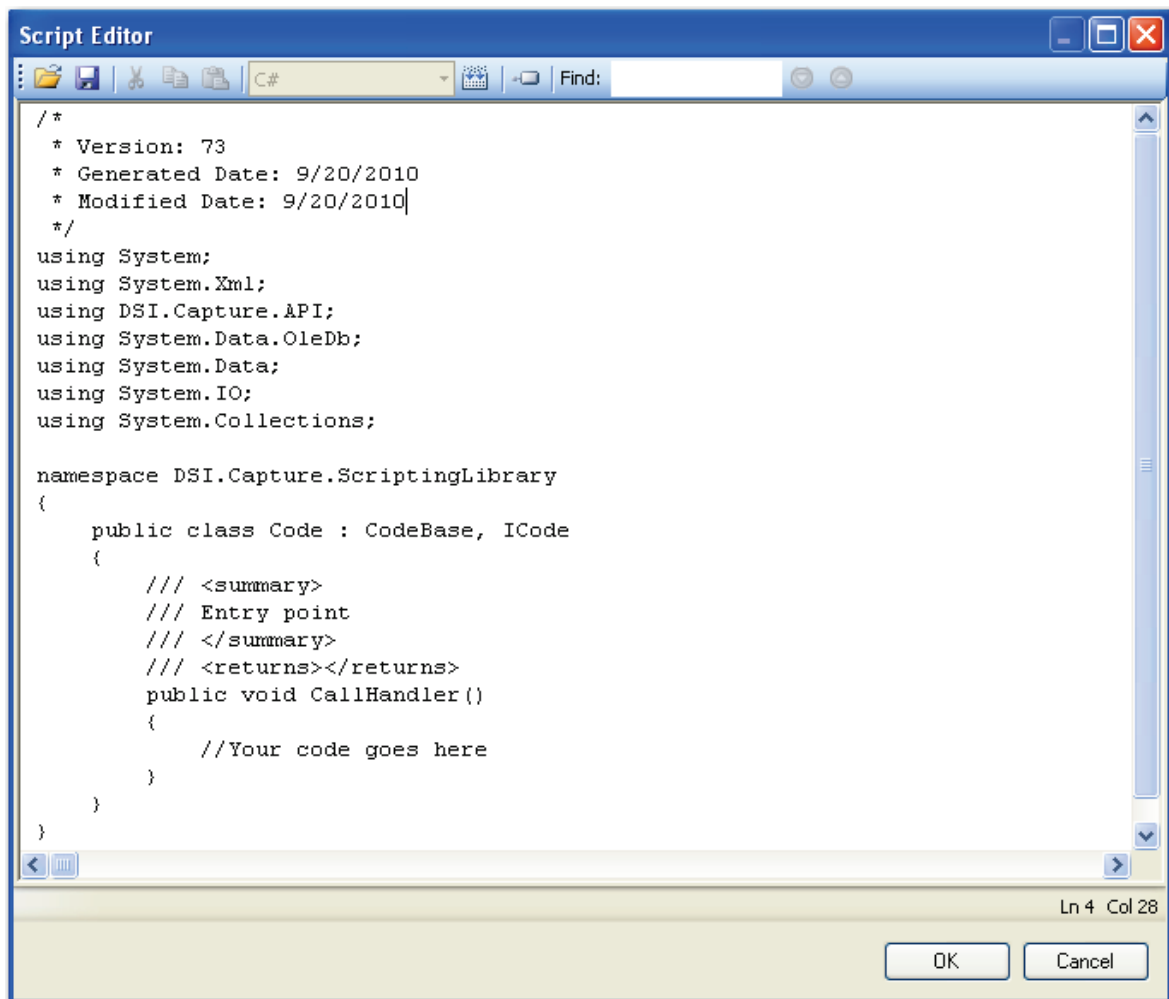 Script Editor
C# Find:
/*
 * Version: 73
 * Generated Date: 9/20/2010
 * Modified Date: 9/20/2010
 */
using System;
using System.Xml;
using DSI.Capture.API;
using System.Data.OleDb;
using System.Data;
using System.IO;
using System.Collections;
namespace DSI.Capture.ScriptingLibrary
{
    public class Code : CodeBase, ICode
    {
        /// <summary>
        /// Entry point
        /// </summary>
        /// <returns></returns>
        public void CallHandler()
        {
            //Your code goes here
        }
    }
}
Ln 4 Col 28
OK Cancel